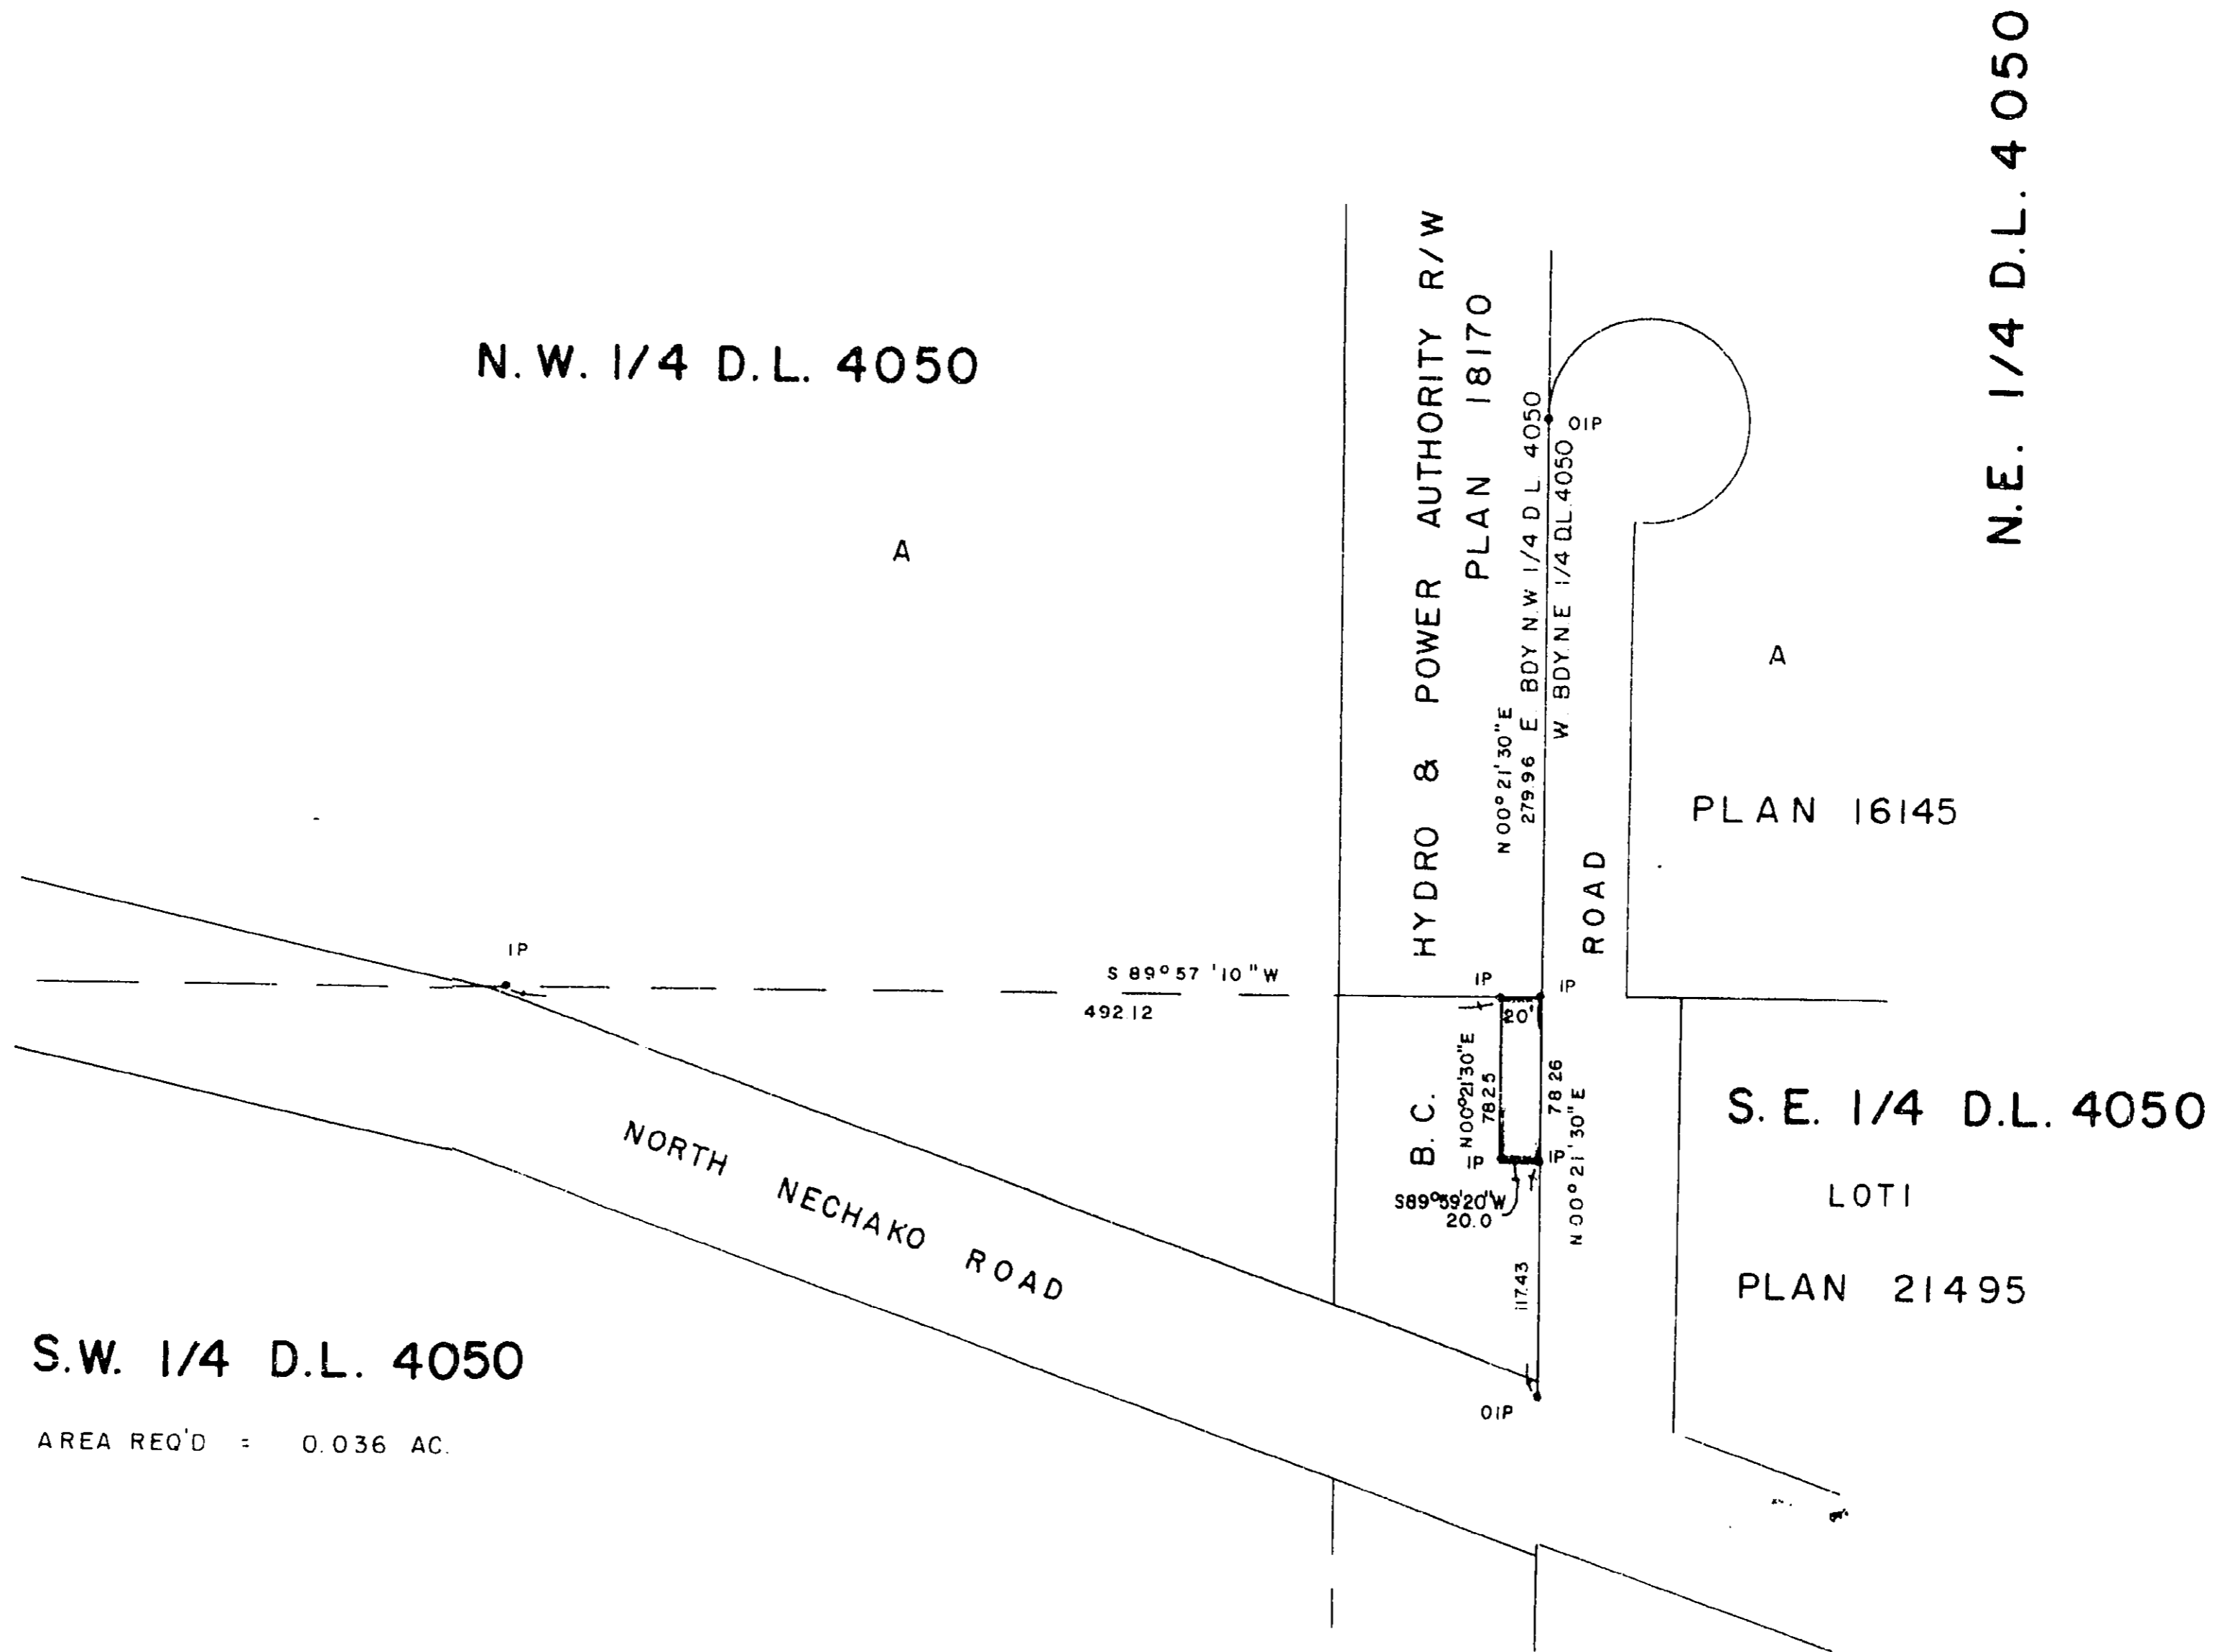 N.E. 1/4 D.L. 4050
N.W. 1/4 D.L. 4050
A
B.C. HYDRO & POWER AUTHORITY R/W
PLAN 18170
N 00° 21' 30" E
279.96 E. BDY N.W 1/4 D L. 4050
W. BDY. N.E 1/4 D.L. 4050
OIP
A
PLAN 16145
ROAD
IP
S 89° 57' 10" W
492.12
IP
IP
20'
N 00° 21' 30" E
78 25
78 26
N 00° 21' 30" E
IP
IP
S 89° 59' 20" W
20.0
117.43
OIP
S.E. 1/4 D.L. 4050
LOT 1
PLAN 21495
NORTH NECHAKO ROAD
S.W. 1/4 D.L. 4050
AREA REQ'D = 0.036 AC.